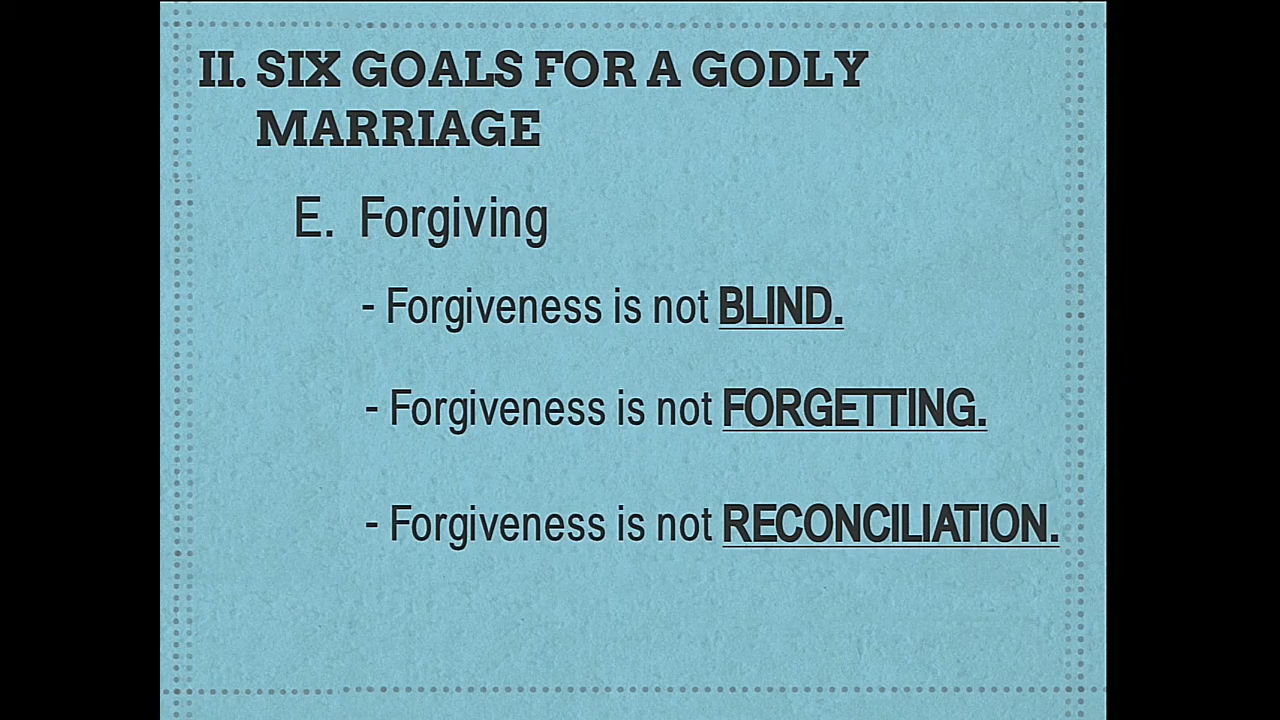 II. SIX GOALS FOR A GODLY
MARRIAGE
E. Forgiving
- Forgiveness is not BLIND.
- Forgiveness is not FORGETTING.
- Forgiveness is not RECONCILIATION.